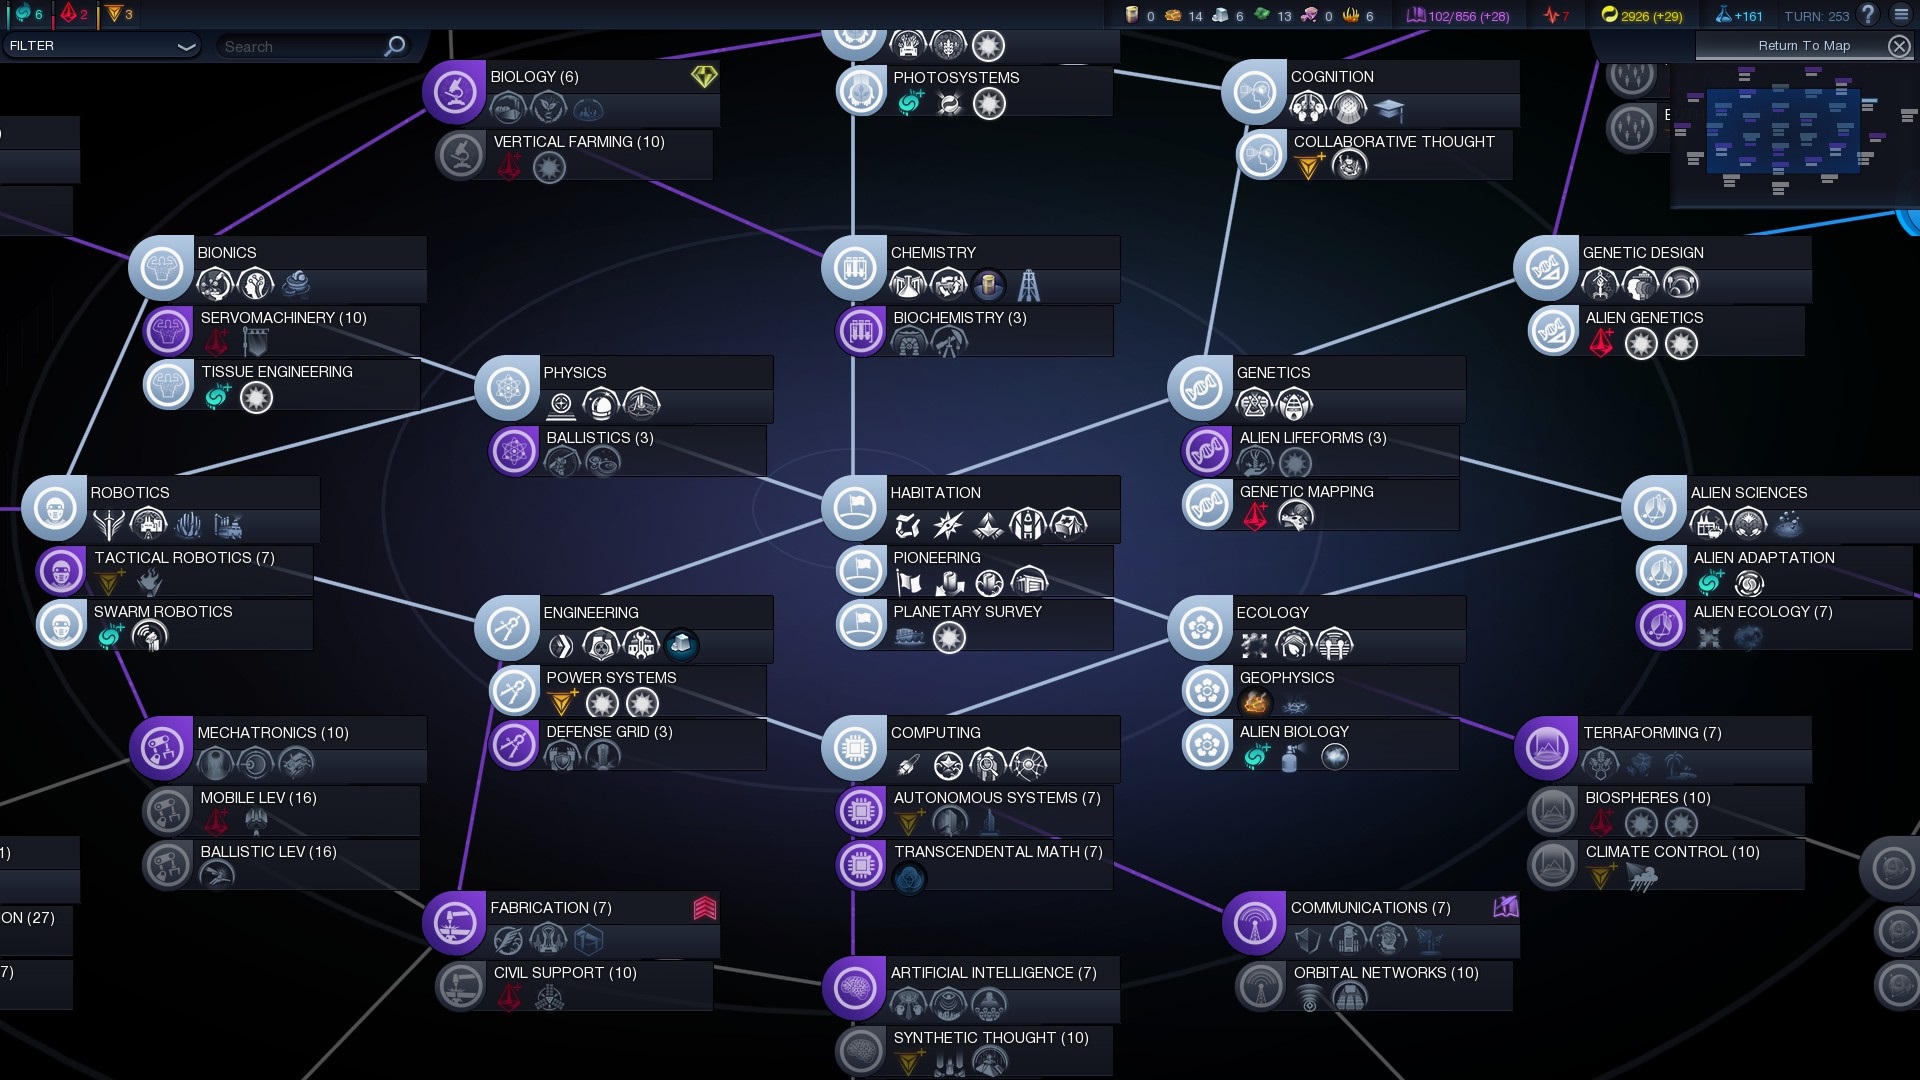 6 2 3 0 14 6 13 0 6 102/856 (+28) 7 2926 (+29) +161 TURN: 253 ?
FILTER
Search
Return To Map
BIOLOGY (6)
VERTICAL FARMING (10)
PHOTOSYSTEMS
COGNITION
COLLABORATIVE THOUGHT
BIONICS
SERVOMACHINERY (10)
TISSUE ENGINEERING
CHEMISTRY
BIOCHEMISTRY (3)
GENETIC DESIGN
ALIEN GENETICS
PHYSICS
BALLISTICS (3)
GENETICS
ALIEN LIFEFORMS (3)
GENETIC MAPPING
ROBOTICS
TACTICAL ROBOTICS (7)
SWARM ROBOTICS
HABITATION
PIONEERING
PLANETARY SURVEY
ALIEN SCIENCES
ALIEN ADAPTATION
ALIEN ECOLOGY (7)
ENGINEERING
POWER SYSTEMS
DEFENSE GRID (3)
ECOLOGY
GEOPHYSICS
ALIEN BIOLOGY
MECHATRONICS (10)
MOBILE LEV (16)
BALLISTIC LEV (16)
COMPUTING
AUTONOMOUS SYSTEMS (7)
TRANSCENDENTAL MATH (7)
TERRAFORMING (7)
BIOSPHERES (10)
CLIMATE CONTROL (10)
1)
ON (27)
7)
FABRICATION (7)
CIVIL SUPPORT (10)
ARTIFICIAL INTELLIGENCE (7)
SYNTHETIC THOUGHT (10)
COMMUNICATIONS (7)
ORBITAL NETWORKS (10)